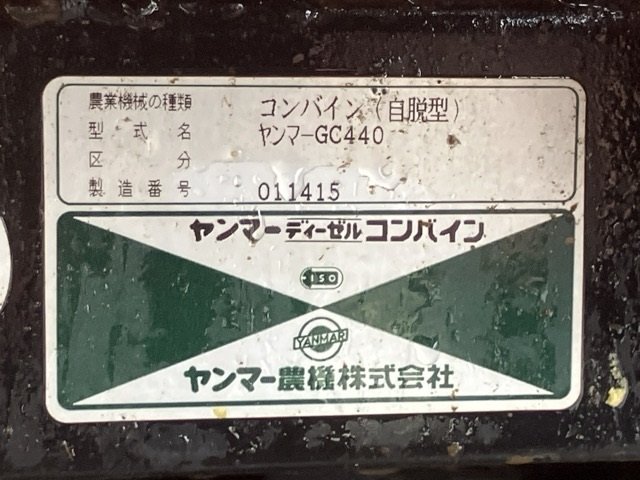 農業機械の種類 コンバイン(自脱型)
型式名 ヤンマーGC440
区分
製造番号 011415
ヤンマーディーゼルコンバイン
ISO
YANMAR
ヤンマー農機株式会社